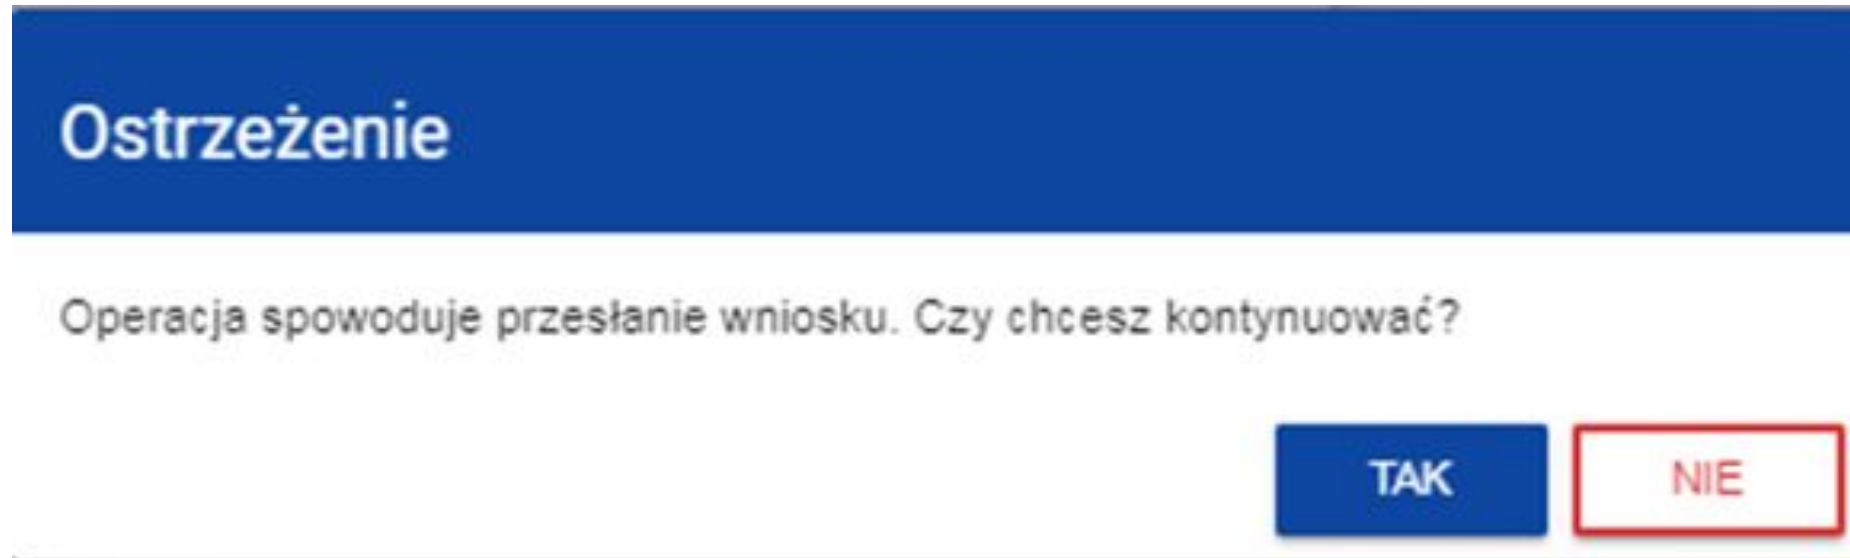 Ostrzeżenie
Operacja spowoduje przesłanie wniosku. Czy chcesz kontynuować?
TAK NIE